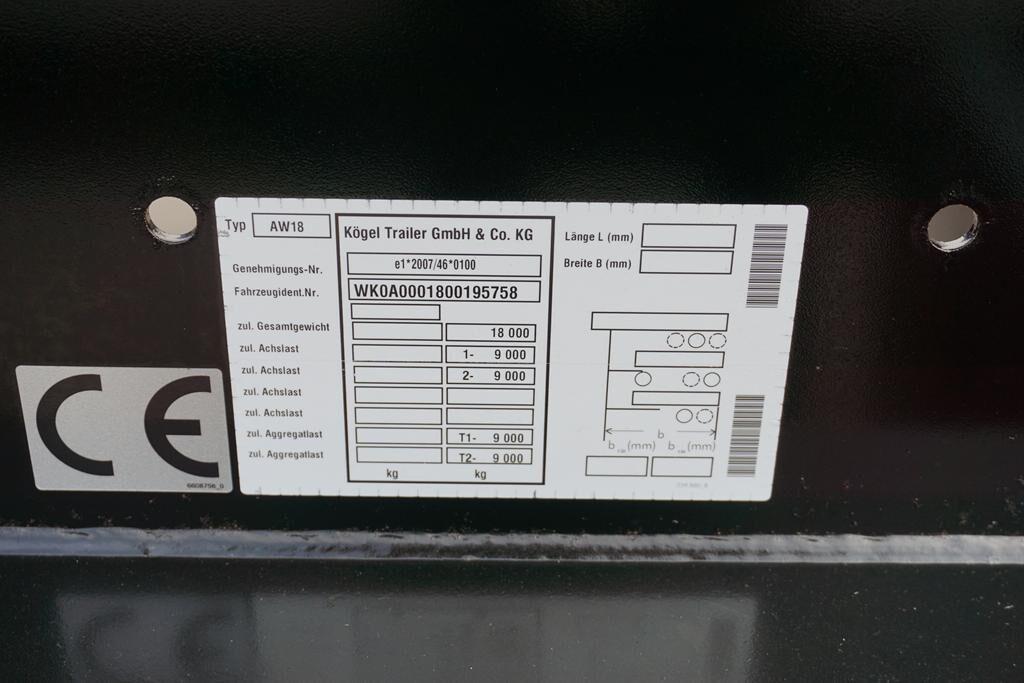 Typ AW18
Kögel Trailer GmbH & Co. KG
Genehmigungs-Nr. e1*2007/46*0100
Fahrzeugident.Nr. WK0A0001800195758
zul. Gesamtgewicht 18 000
zul. Achslast 1- 9 000
zul. Achslast 2- 9 000
zul. Achslast
zul. Achslast
zul. Aggregatlast T1- 9 000
zul. Aggregatlast T2- 9 000
kg kg
Länge L (mm)
Breite B (mm)
b
b (mm) b (mm)
CE
6608756_0